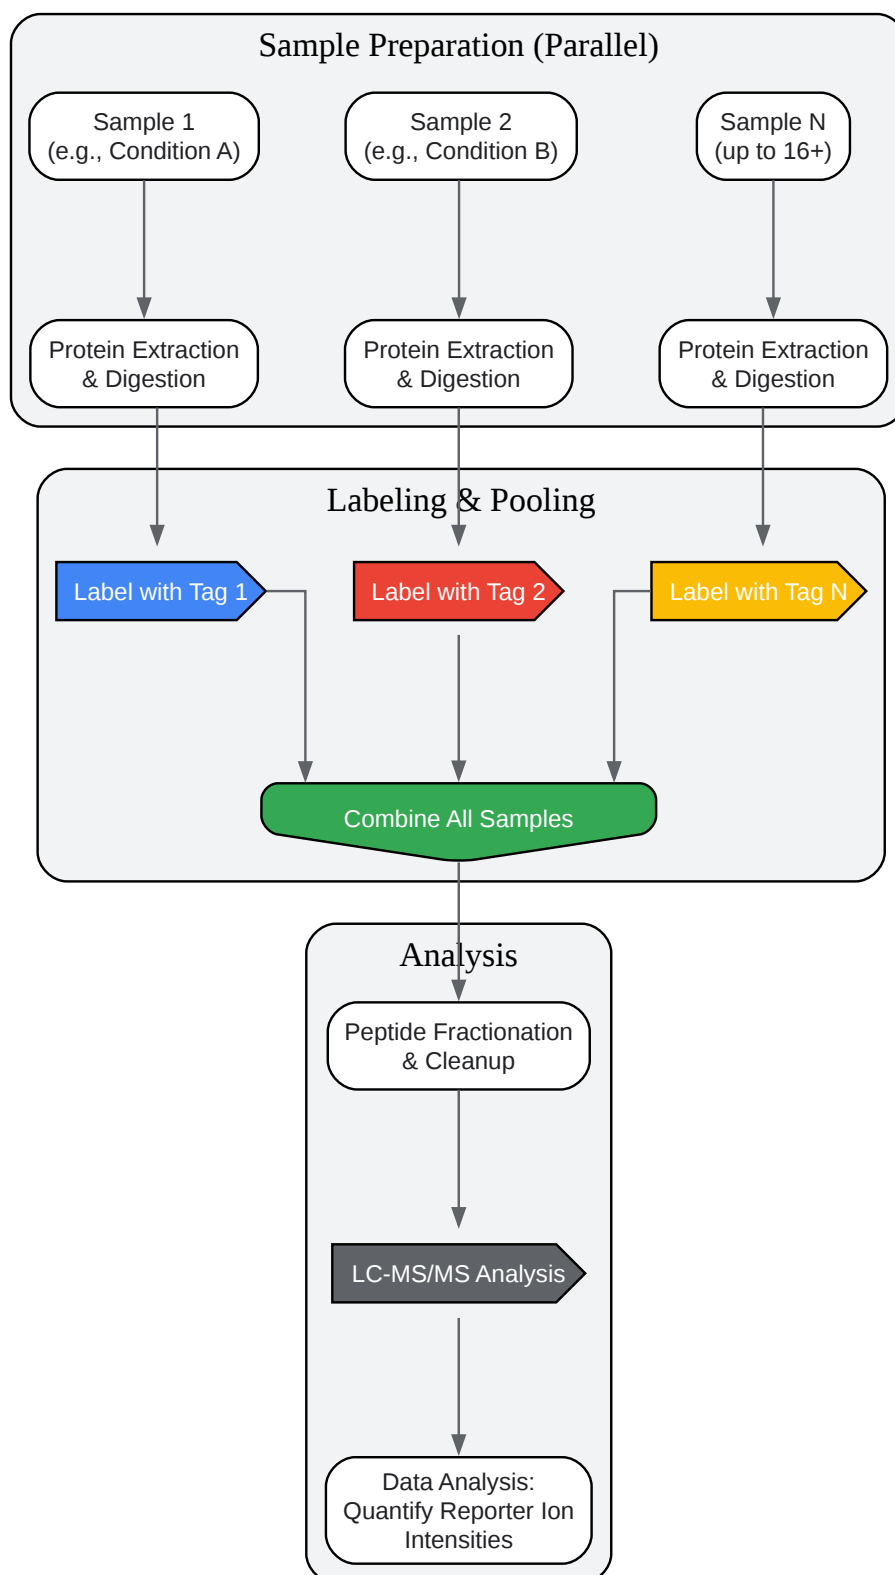 Sample Preparation (Parallel)
Sample 1
(e.g., Condition A)
Sample 2
(e.g., Condition B)
Sample N
(up to 16+)
Protein Extraction
& Digestion
Protein Extraction
& Digestion
Protein Extraction
& Digestion
Labeling & Pooling
Label with Tag 1
Label with Tag 2
Label with Tag N
Combine All Samples
Analysis
Peptide Fractionation
& Cleanup
LC-MS/MS Analysis
Data Analysis:
Quantify Reporter Ion
Intensities